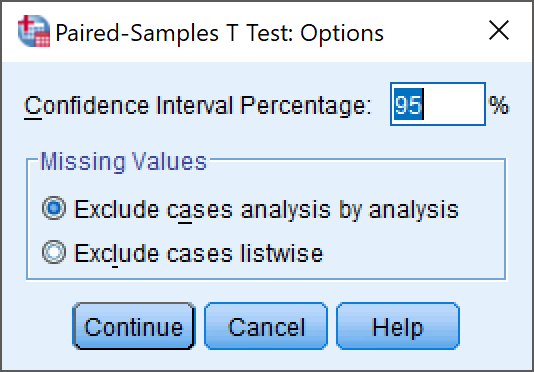 Paired-Samples T Test: Options
Confidence Interval Percentage: 95 %
Missing Values
Exclude cases analysis by analysis
Exclude cases listwise
Continue Cancel Help